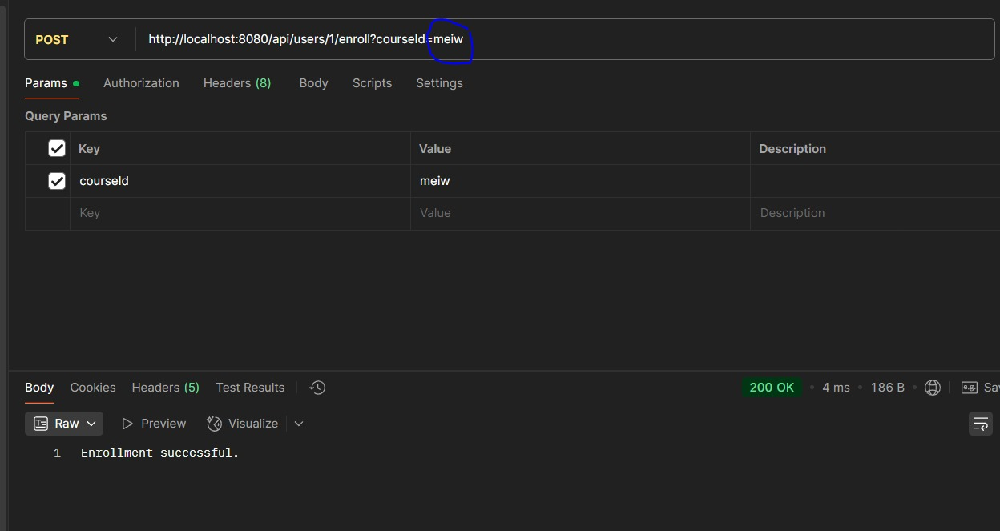 POST http://localhost:8080/api/users/1/enroll?courseId=meiw
Params Authorization Headers (8) Body Scripts Settings
Query Params
Key Value Description
courseId meiw
Key Value Description
Body Cookies Headers (5) Test Results 200 OK 4 ms 186 B e.g.
Raw Preview Visualize
1 Enrollment successful.